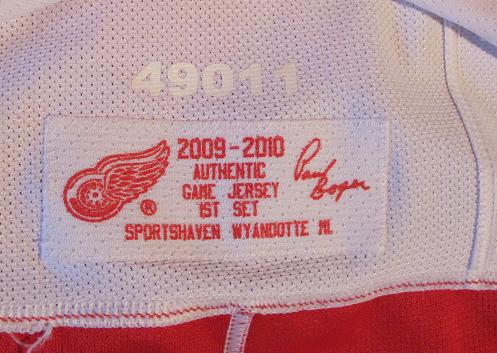 49011
2009-2010
AUTHENTIC
GAME JERSEY
1ST SET
Paul Boyer
SPORTSHAVEN WYANDOTTE MI.
®